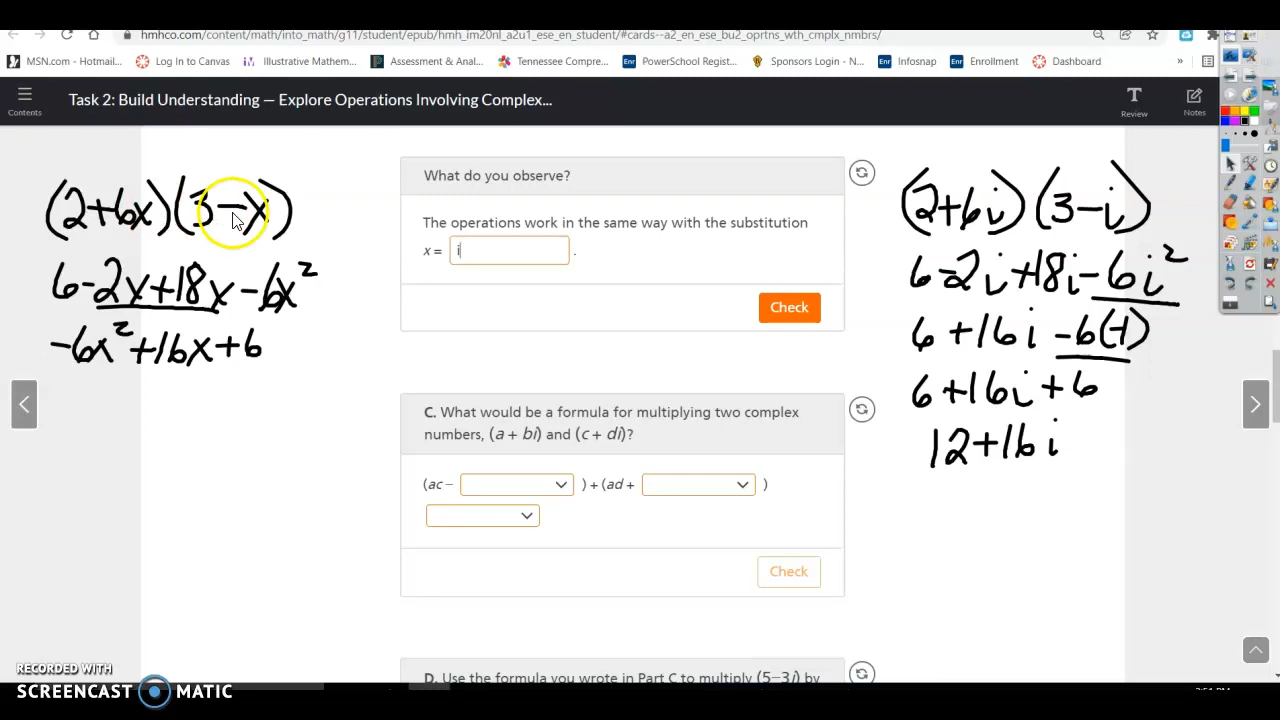 hmhco.com/content/math/into_math/g11/student/epub/hmh_im20nl_a2u1_ese_en_student/#cards--a2_en_ese_bu2_oprtns_wth_cmplx_nmbrs/
MSN.com - Hotmail... Log In to Canvas Illustrative Mathem... Assessment & Anal... Tennessee Compre... Enr PowerSchool Regist... Sponsors Login - N... Enr Infosnap Enr Enrollment Dashboard »
Contents
Task 2: Build Understanding — Explore Operations Involving Complex...
T Review
Notes
(2+6x)(3-x)
6-2x+18x-6x²
-6x²+16x+6
What do you observe?
The operations work in the same way with the substitution
x = i .
Check
C. What would be a formula for multiplying two complex
numbers, (a + bi) and (c + di)?
(ac − ) + (ad + )
Check
D. Use the formula you wrote in Part C to multiply (5−3i) by
(2+6i)(3-i)
6-2i+18i-6i²
6+16i-6(-1)
6+16i+6
12+16i
RECORDED WITH
SCREENCAST MATIC